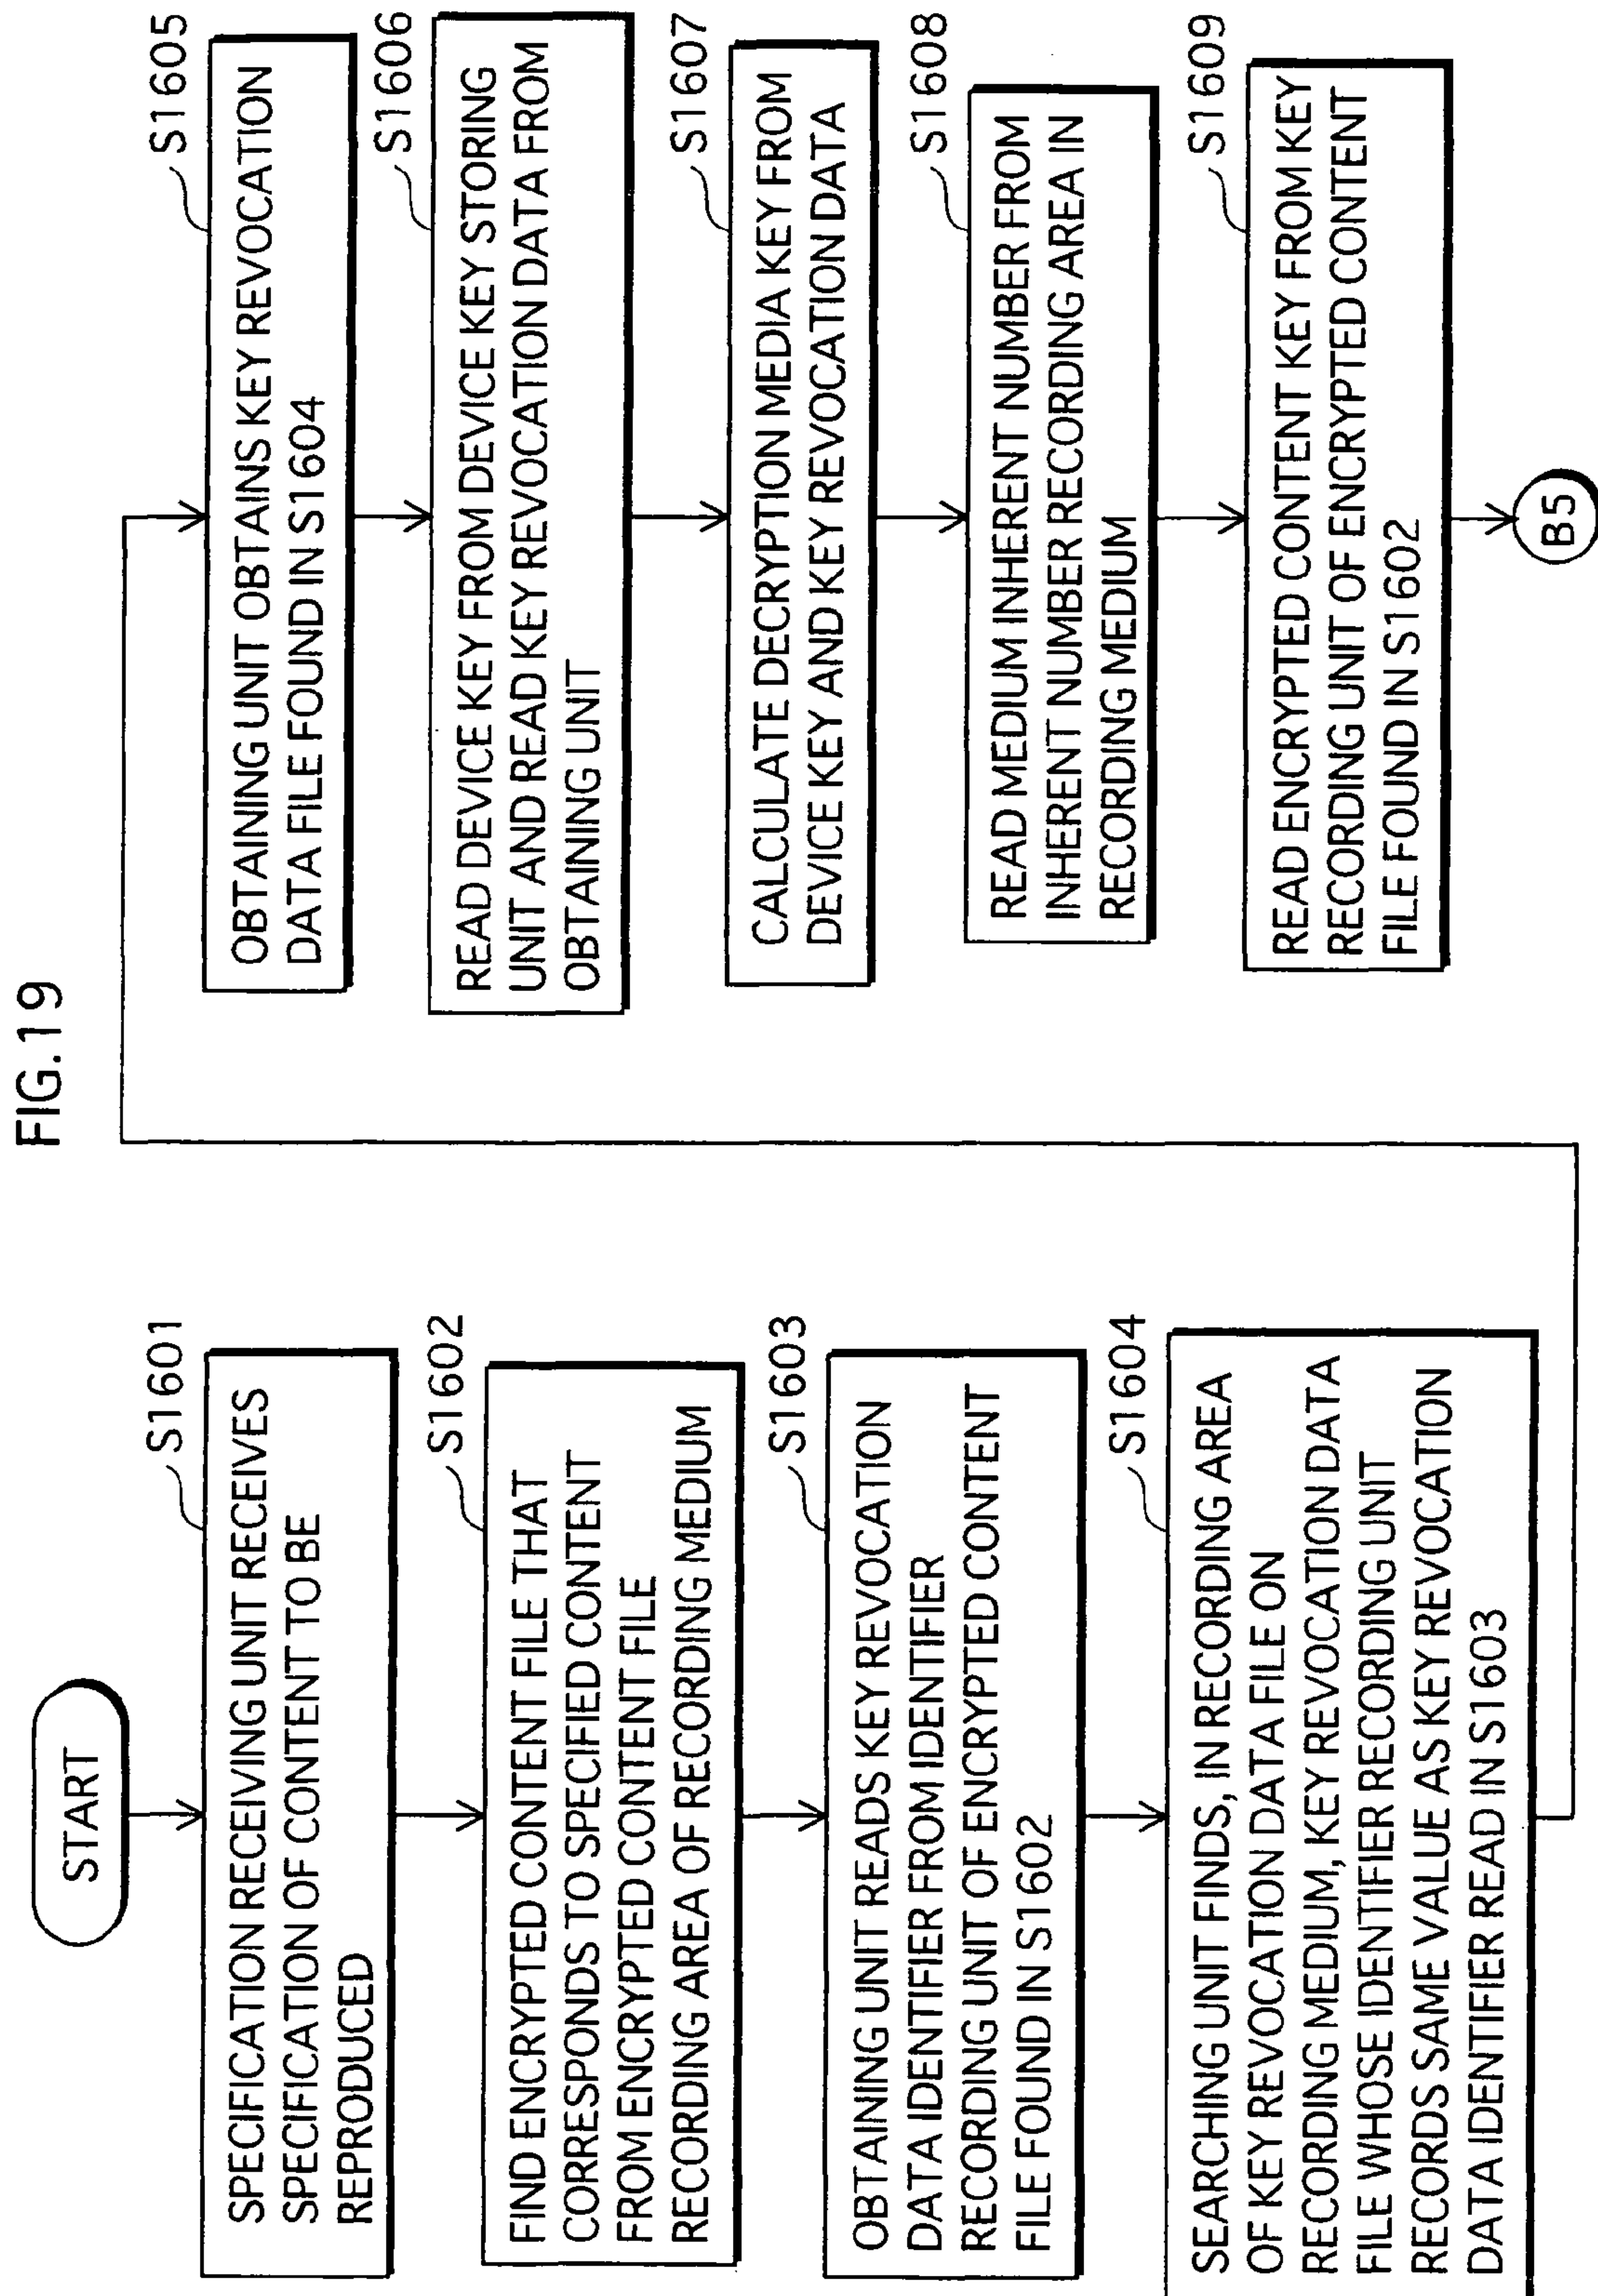 FIG.19
START
S1601
SPECIFICATION RECEIVING UNIT RECEIVES
SPECIFICATION OF CONTENT TO BE
REPRODUCED
S1602
FIND ENCRYPTED CONTENT FILE THAT
CORRESPONDS TO SPECIFIED CONTENT
FROM ENCRYPTED CONTENT FILE
RECORDING AREA OF RECORDING MEDIUM
S1603
OBTAINING UNIT READS KEY REVOCATION
DATA IDENTIFIER FROM IDENTIFIER
RECORDING UNIT OF ENCRYPTED CONTENT
FILE FOUND IN S1602
S1604
SEARCHING UNIT FINDS, IN RECORDING AREA
OF KEY REVOCATION DATA FILE ON
RECORDING MEDIUM, KEY REVOCATION DATA
FILE WHOSE IDENTIFIER RECORDING UNIT
RECORDS SAME VALUE AS KEY REVOCATION
DATA IDENTIFIER READ IN S1603
S1605
OBTAINING UNIT OBTAINS KEY REVOCATION
DATA FILE FOUND IN S1604
S1606
READ DEVICE KEY FROM DEVICE KEY STORING
UNIT AND READ KEY REVOCATION DATA FROM
OBTAINING UNIT
S1607
CALCULATE DECRYPTION MEDIA KEY FROM
DEVICE KEY AND KEY REVOCATION DATA
S1608
READ MEDIUM INHERENT NUMBER FROM
INHERENT NUMBER RECORDING AREA IN
RECORDING MEDIUM
S1609
READ ENCRYPTED CONTENT KEY FROM KEY
RECORDING UNIT OF ENCRYPTED CONTENT
FILE FOUND IN S1602
B5